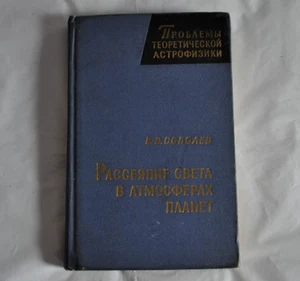 Проблемы
теоретической
астрофизики
В.В.Соболев
Рассеяние света
в атмосферах
планет